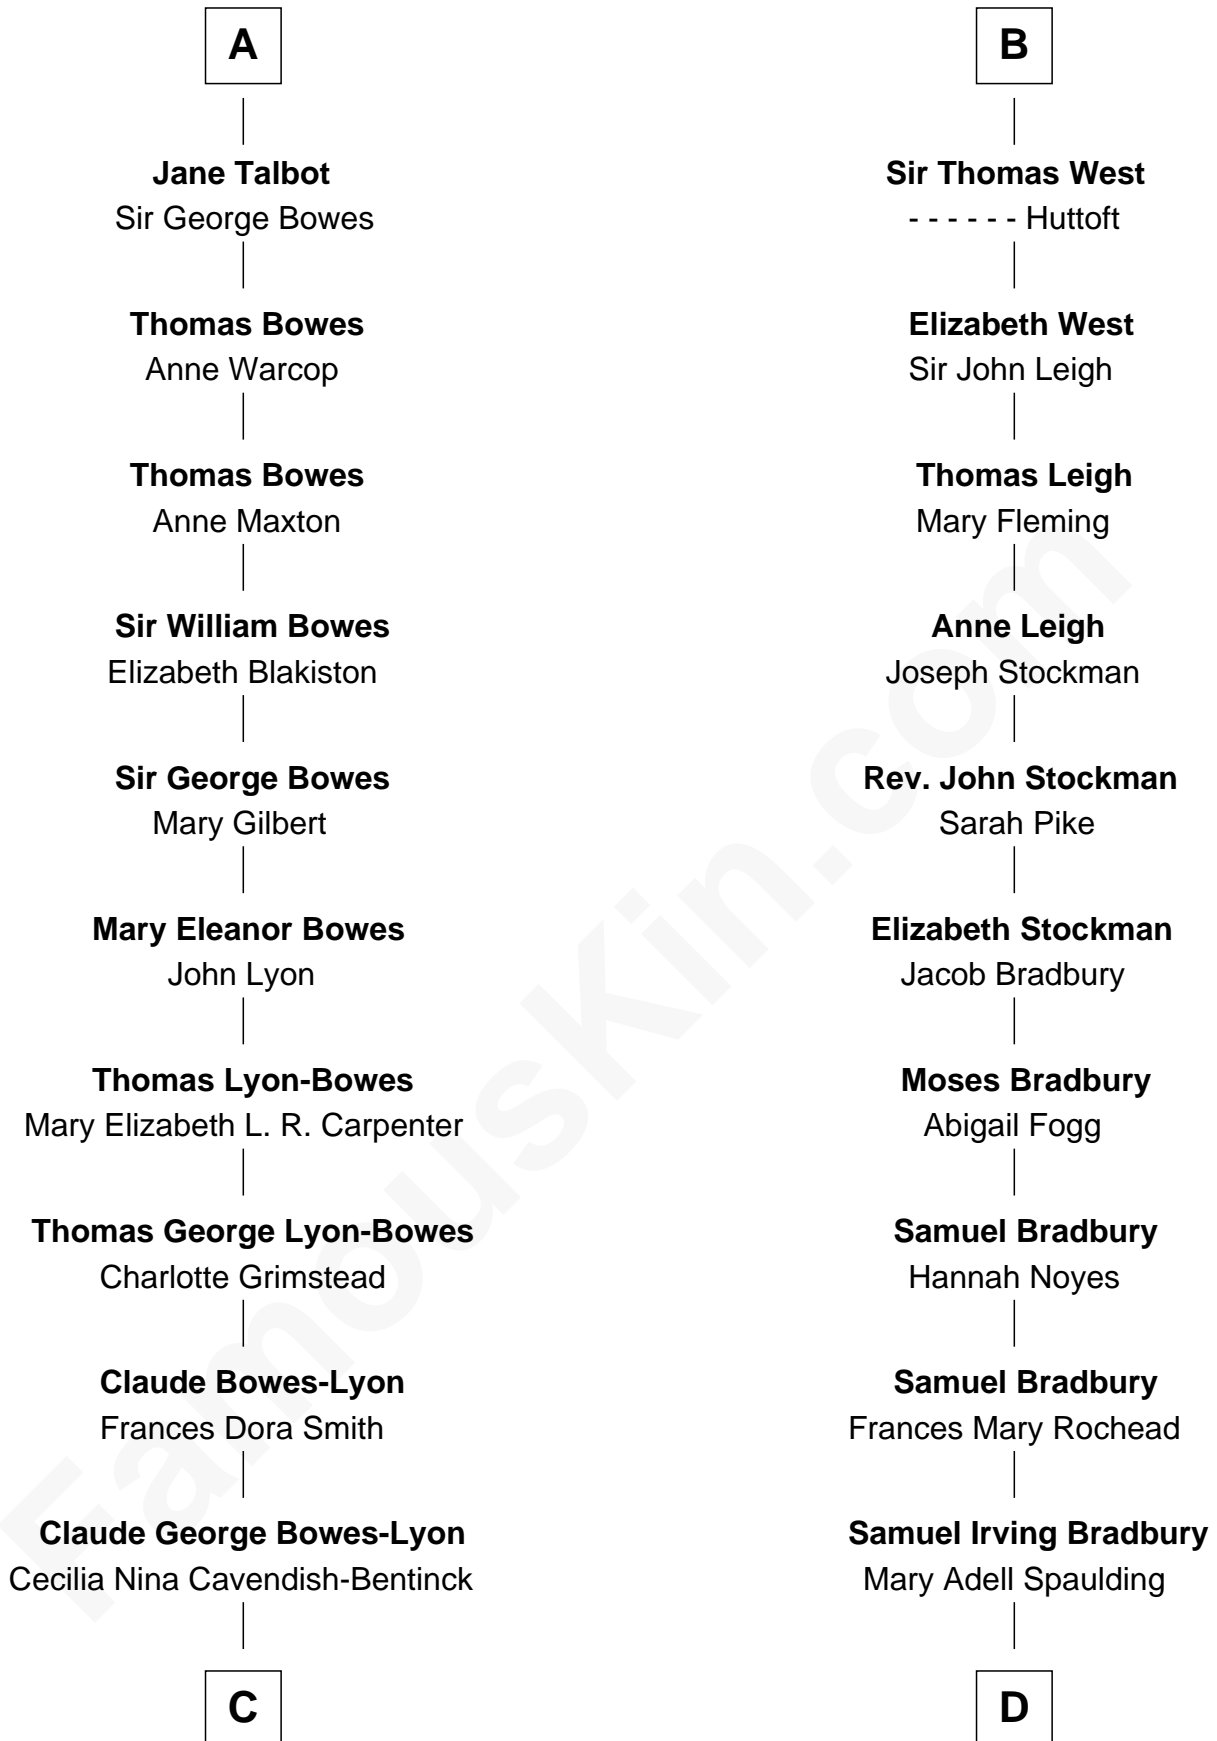 A
Jane Talbot
Sir George Bowes
Thomas Bowes
Anne Warcop
Thomas Bowes
Anne Maxton
Sir William Bowes
Elizabeth Blakiston
Sir George Bowes
Mary Gilbert
Mary Eleanor Bowes
John Lyon
Thomas Lyon-Bowes
Mary Elizabeth L. R. Carpenter
Thomas George Lyon-Bowes
Charlotte Grimstead
Claude Bowes-Lyon
Frances Dora Smith
Claude George Bowes-Lyon
Cecilia Nina Cavendish-Bentinck
C
B
Sir Thomas West
- - - - - - Huttoft
Elizabeth West
Sir John Leigh
Thomas Leigh
Mary Fleming
Anne Leigh
Joseph Stockman
Rev. John Stockman
Sarah Pike
Elizabeth Stockman
Jacob Bradbury
Moses Bradbury
Abigail Fogg
Samuel Bradbury
Hannah Noyes
Samuel Bradbury
Frances Mary Rochead
Samuel Irving Bradbury
Mary Adell Spaulding
D
FamousKin.com